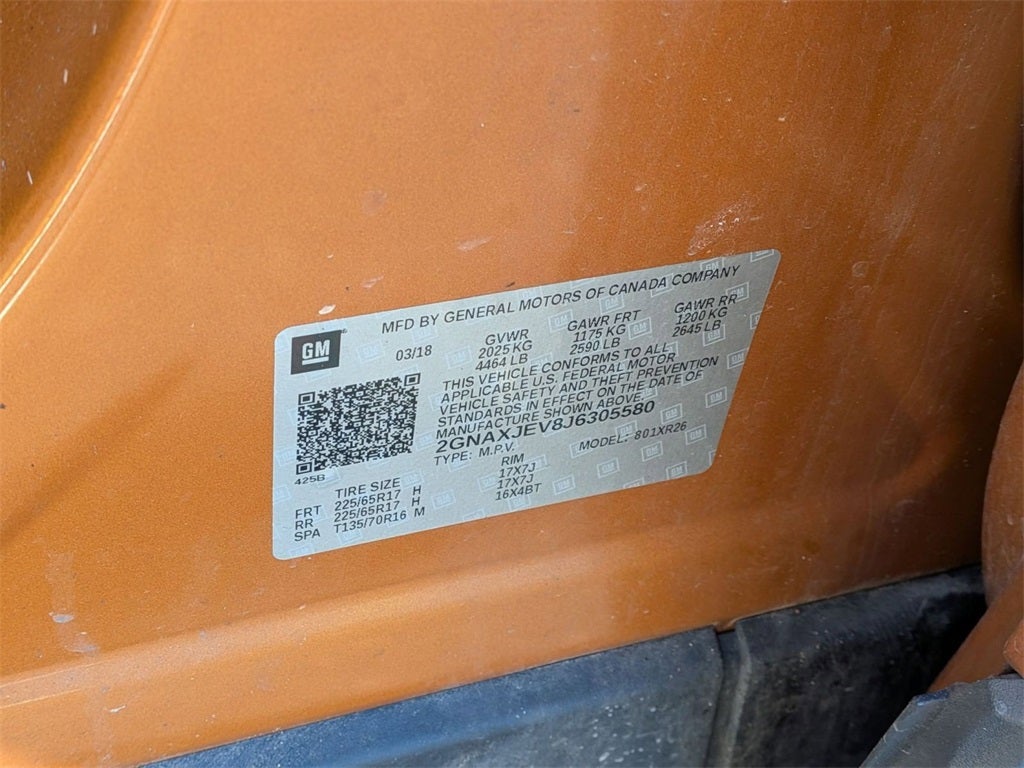 GM
MFD BY GENERAL MOTORS OF CANADA COMPANY
03/18
GVWR GAWR FRT GAWR RR
2025 KG 1175 KG 1200 KG
4464 LB 2590 LB 2645 LB
THIS VEHICLE CONFORMS TO ALL
APPLICABLE U.S. FEDERAL MOTOR
VEHICLE SAFETY AND THEFT PREVENTION
STANDARDS IN EFFECT ON THE DATE OF
MANUFACTURE SHOWN ABOVE.
2GNAXJEV8J6305580
TYPE: M.P.V. MODEL: 801XR26
425B
TIRE SIZE RIM
FRT 225/65R17 H 17X7J
RR 225/65R17 H 17X7J
SPA T135/70R16 M 16X4BT